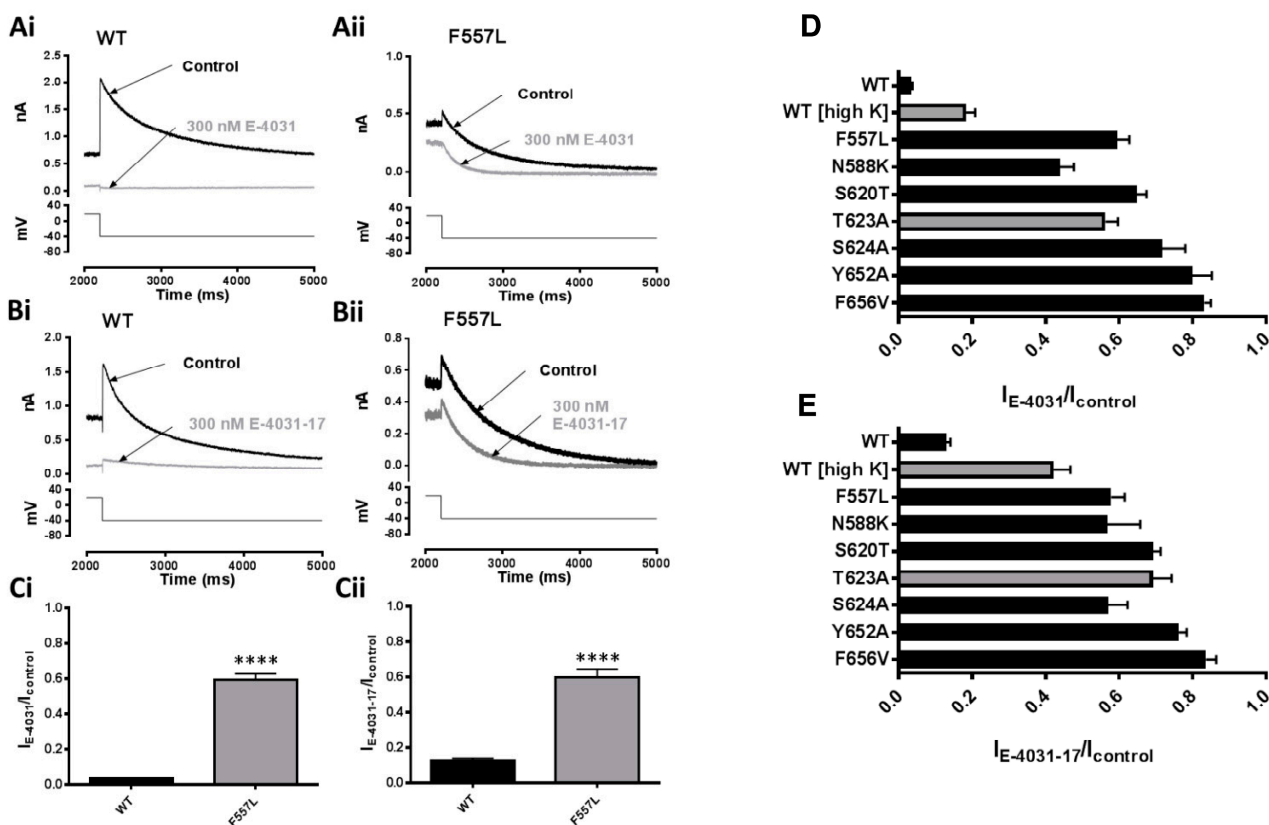 Ai
WT
Control
300 nM E-4031
nA
2.5
2.0
1.5
1.0
0.5
0.0
mV
40
0
-40
-80
2000 3000 4000 5000
Time (ms)
Aii
F557L
Control
300 nM E-4031
nA
1.0
0.5
0.0
mV
40
0
-40
-80
2000 3000 4000 5000
Time (ms)
Bi
WT
Control
300 nM E-4031-17
nA
2.0
1.5
1.0
0.5
0.0
mV
40
0
-40
-80
2000 3000 4000 5000
Time (ms)
Bii
F557L
Control
300 nM
E-4031-17
nA
0.8
0.6
0.4
0.2
0.0
mV
40
0
-40
-80
2000 3000 4000 5000
Time (ms)
Ci
IE-4031/Icontrol
1.0
0.8
0.6
0.4
0.2
0.0
****
WT F557L
Cii
IE-4031-17/Icontrol
1.0
0.8
0.6
0.4
0.2
0.0
****
WT F557L
D
WT
WT [high K]
F557L
N588K
S620T
T623A
S624A
Y652A
F656V
0.0 0.2 0.4 0.6 0.8 1.0
IE-4031/Icontrol
E
WT
WT [high K]
F557L
N588K
S620T
T623A
S624A
Y652A
F656V
0.0 0.2 0.4 0.6 0.8 1.0
IE-4031-17/Icontrol